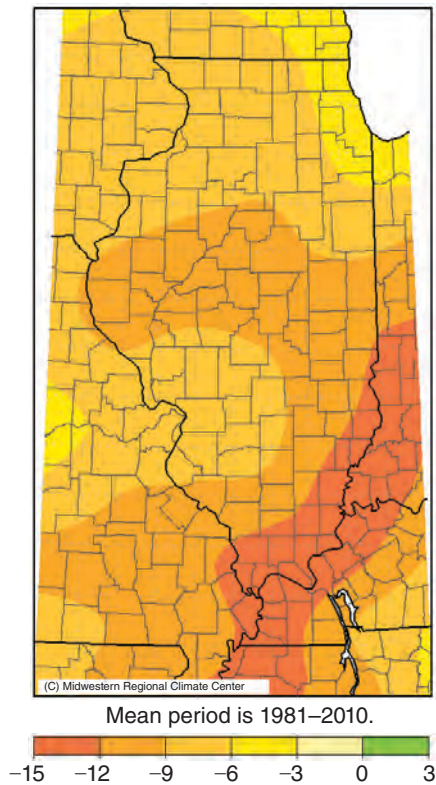 (C) Midwestern Regional Climate Center
Mean period is 1981–2010.
−15 −12 −9 −6 −3 0 3